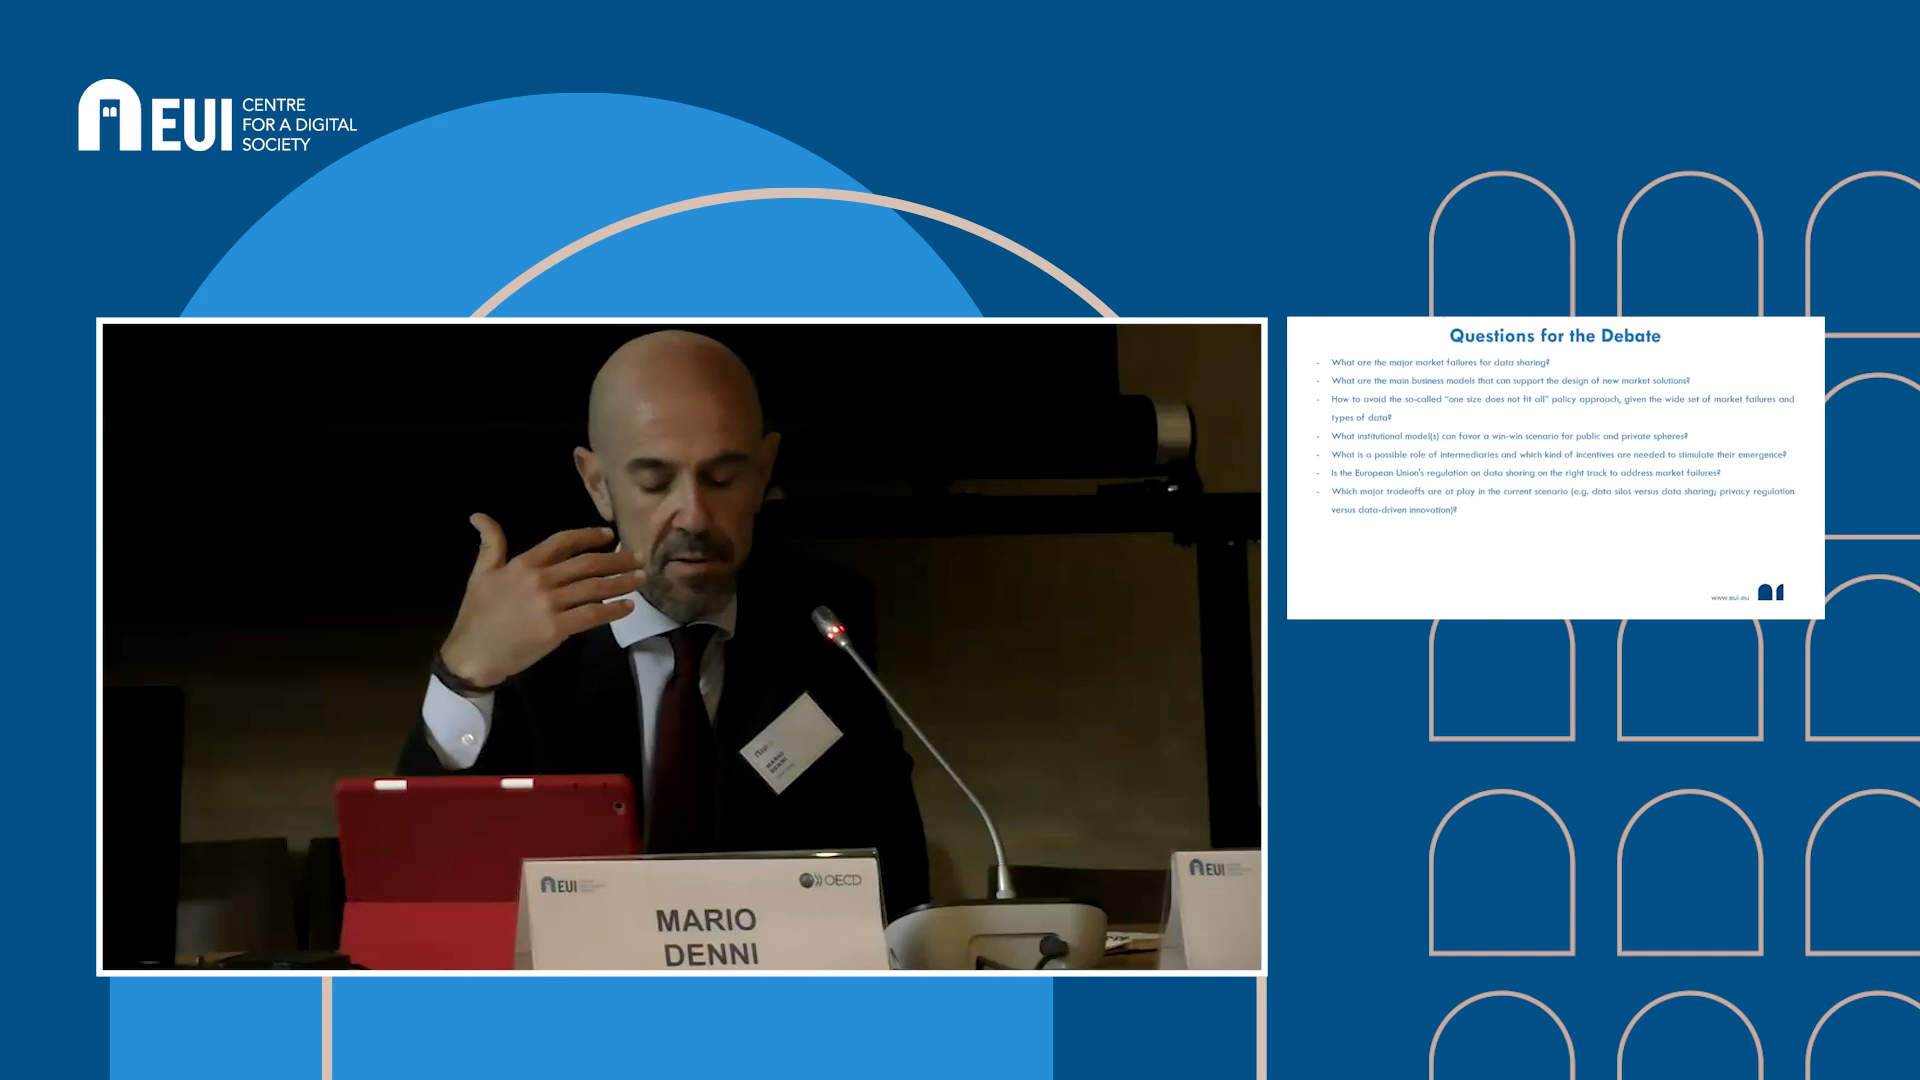 EUI
CENTRE
FOR A DIGITAL
SOCIETY
Questions for the Debate
- What are the major market failures for data sharing?
- What are the main business models that can support the design of new market solutions?
- How to avoid the so-called "one size does not fit all" policy approach, given the wide set of market failures and
types of data?
- What institutional model(s) can favor a win-win scenario for public and private spheres?
- What is a possible role of intermediaries and which kind of incentives are needed to stimulate their emergence?
- Is the European Union's regulation on data sharing on the right track to address market failures?
- Which major tradeoffs are at play in the current scenario (e.g. data silos versus data sharing; privacy regulation
versus data-driven innovation)?
www.eui.eu
MARIO
DENNI
EUI
OECD
MARIO
DENNI
EUI